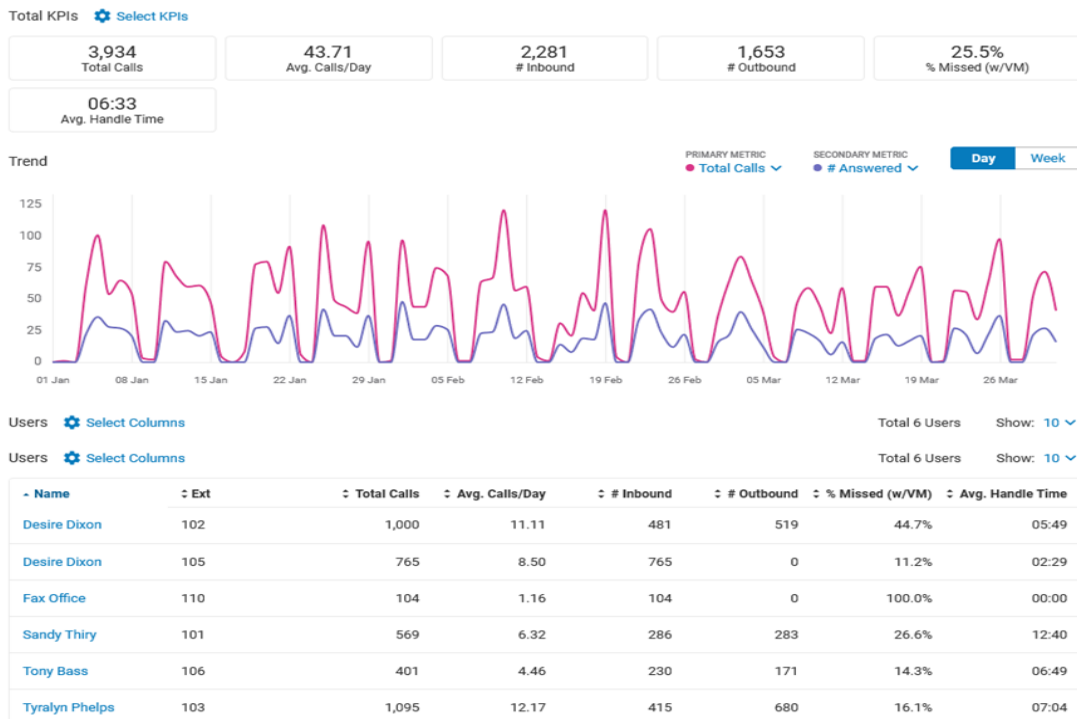 Total KPIs Select KPIs
3,934 43.71 2,281 1,653 25.5%
Total Calls Avg. Calls/Day # Inbound # Outbound % Missed (w/VM)
06:33
Avg. Handle Time
Trend
PRIMARY METRIC SECONDARY METRIC
Total Calls # Answered Day Week
125
100
75
50
25
0
01 Jan 08 Jan 15 Jan 22 Jan 29 Jan 05 Feb 12 Feb 19 Feb 26 Feb 05 Mar 12 Mar 19 Mar 26 Mar
Users Select Columns Total 6 Users Show: 10
Users Select Columns Total 6 Users Show: 10
Name Ext Total Calls Avg. Calls/Day # Inbound # Outbound % Missed (w/VM) Avg. Handle Time
Desire Dixon 102 1,000 11.11 481 519 44.7% 05:49
Desire Dixon 105 765 8.50 765 0 11.2% 02:29
Fax Office 110 104 1.16 104 0 100.0% 00:00
Sandy Thiry 101 569 6.32 286 283 26.6% 12:40
Tony Bass 106 401 4.46 230 171 14.3% 06:49
Tyralyn Phelps 103 1,095 12.17 415 680 16.1% 07:04